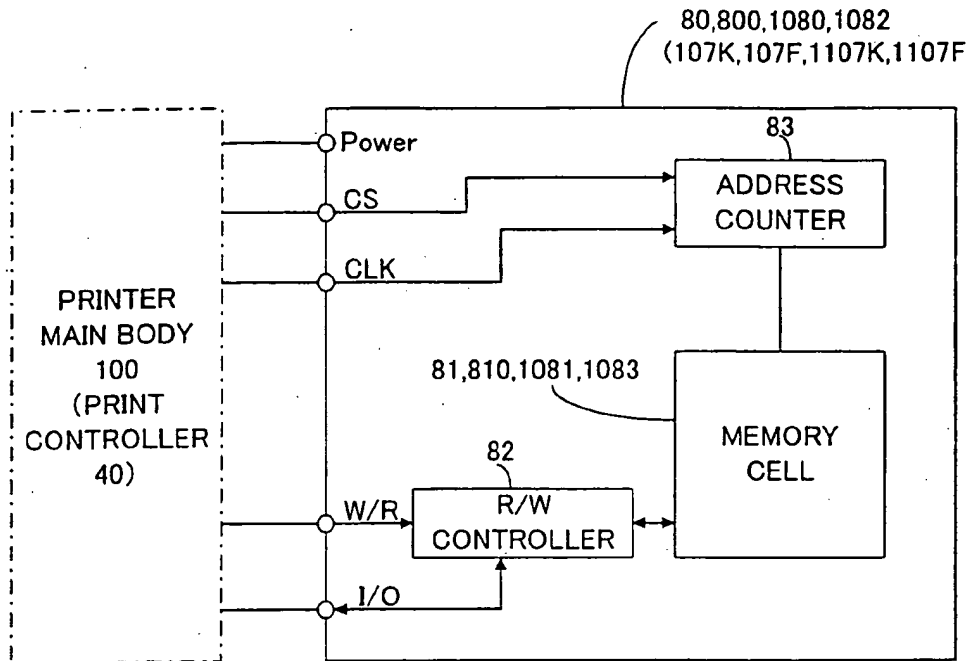 80,800,1080,1082
(107K,107F,1107K,1107F
Power
CS
CLK
83
ADDRESS
COUNTER
PRINTER
MAIN BODY
100
(PRINT
CONTROLLER
40)
81,810,1081,1083
MEMORY
CELL
82
W/R
R/W
CONTROLLER
I/O